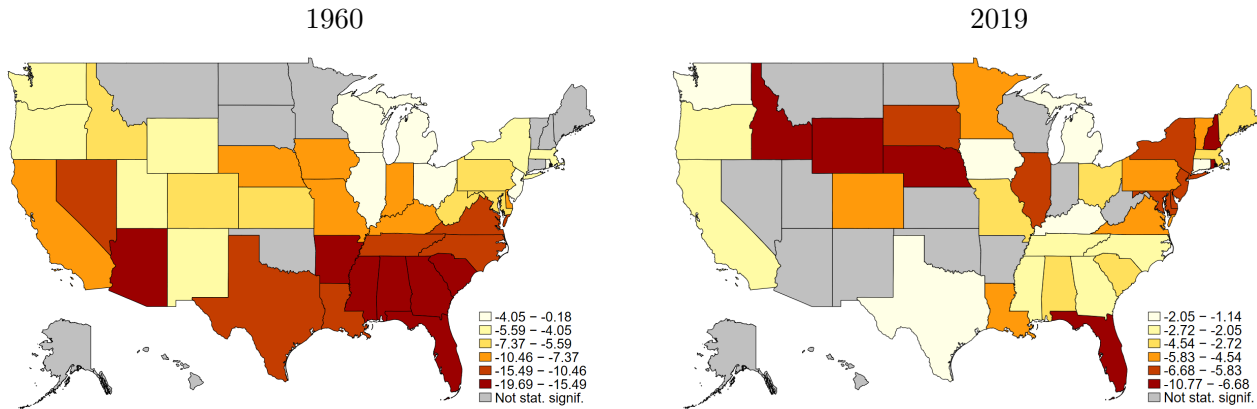 1960
-4.05 − -0.18
-5.59 − -4.05
-7.37 − -5.59
-10.46 − -7.37
-15.49 − -10.46
-19.69 − -15.49
Not stat. signif.
2019
-2.05 − -1.14
-2.72 − -2.05
-4.54 − -2.72
-5.83 − -4.54
-6.68 − -5.83
-10.77 − -6.68
Not stat. signif.